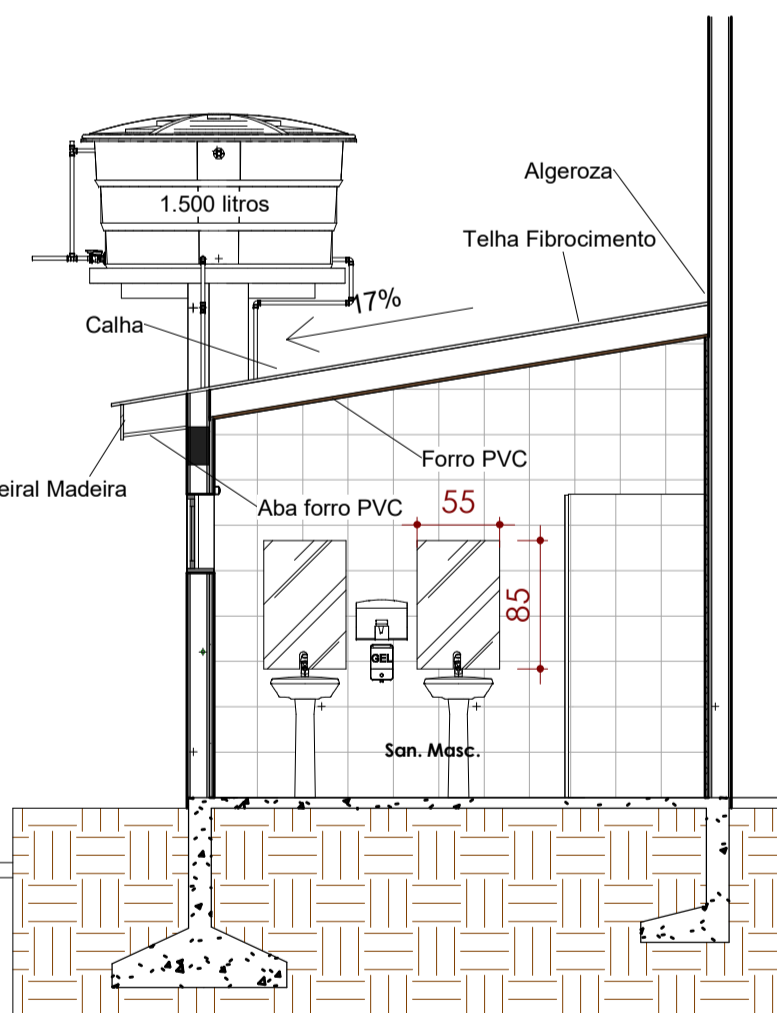 1.500 litros
Algeroza
Telha Fibrocimento
17%
Calha
Forro PVC
eiral Madeira
Aba forro PVC
55
85
GEL
San. Masc.